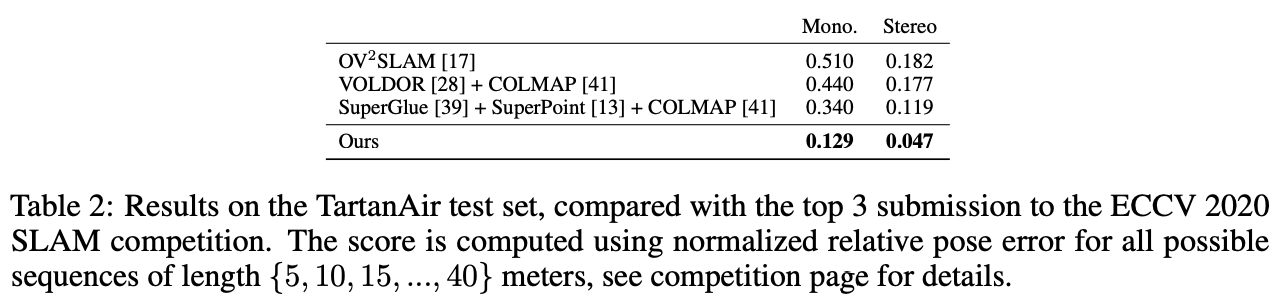 Mono. Stereo
OV²SLAM [17] 0.510 0.182
VOLDOR [28] + COLMAP [41] 0.440 0.177
SuperGlue [39] + SuperPoint [13] + COLMAP [41] 0.340 0.119
Ours 0.129 0.047
Table 2: Results on the TartanAir test set, compared with the top 3 submission to the ECCV 2020
SLAM competition. The score is computed using normalized relative pose error for all possible
sequences of length {5, 10, 15, ..., 40} meters, see competition page for details.